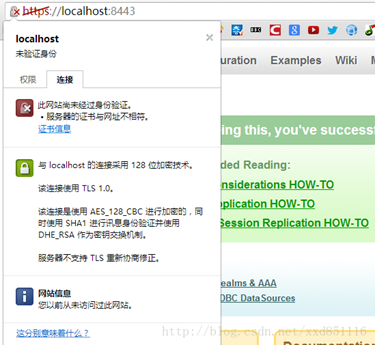 https://localhost:8443
localhost
未验证身份
权限
连接
uration Examples Wiki M
此网站尚未经过身份验证。
• 服务器的证书与网址不相符。
证书信息
ing this, you've successf
ded Reading:
onsiderations HOW-TO
pplication HOW-TO
Session Replication HOW-TO
与 localhost 的连接采用 128 位加密技术。
该连接使用 TLS 1.0。
该连接是使用 AES_128_CBC 进行加密的，同
时使用 SHA1 进行讯息身份验证并使用
DHE_RSA 作为密钥交换机制。
服务器不支持 TLS 重新协商修正。
ealms & AAA
DBC DataSources
网站信息
您以前从未访问过此网站。
这分别意味着什么？
http://blog.csdn.net/xxd851116
Documentation